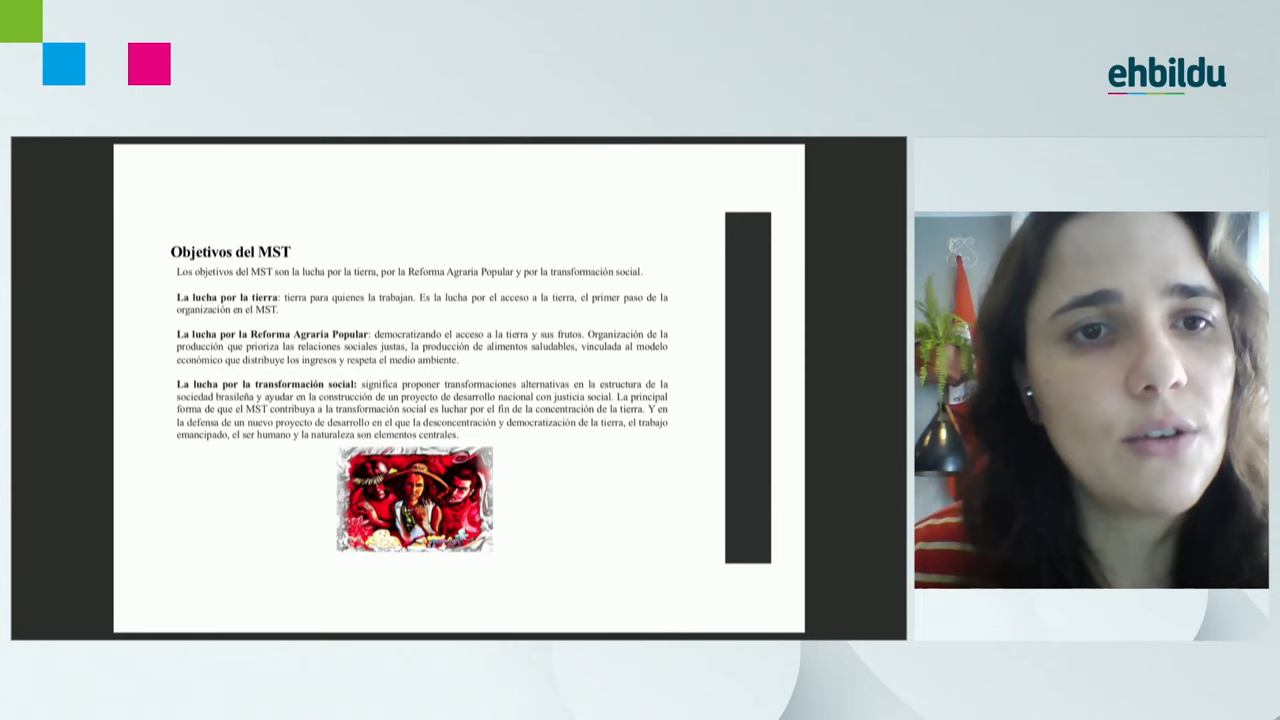 ehbildu
Objetivos del MST
Los objetivos del MST son la lucha por la tierra, por la Reforma Agraria Popular y por la transformación social.
La lucha por la tierra: tierra para quienes la trabajan. Es la lucha por el acceso a la tierra, el primer paso de la
organización en el MST.
La lucha por la Reforma Agraria Popular: democratizando el acceso a la tierra y sus frutos. Organización de la
producción que prioriza las relaciones sociales justas, la producción de alimentos saludables, vinculada al modelo
económico que distribuye los ingresos y respeta el medio ambiente.
La lucha por la transformación social: significa proponer transformaciones alternativas en la estructura de la
sociedad brasileña y ayudar en la construcción de un proyecto de desarrollo nacional con justicia social. La principal
forma de que el MST contribuya a la transformación social es luchar por el fin de la concentración de la tierra. Y en
la defensa de un nuevo proyecto de desarrollo en el que la desconcentración y democratización de la tierra, el trabajo
emancipado, el ser humano y la naturaleza son elementos centrales.